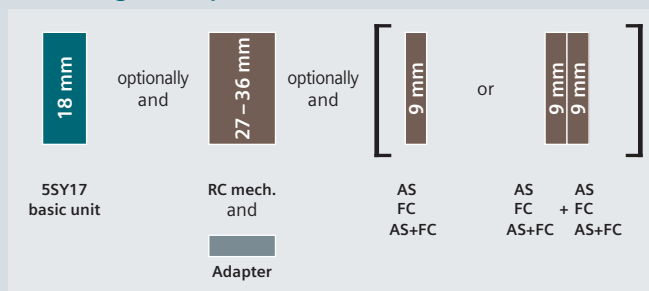 18 mm
optionally
and
27 – 36 mm
optionally
and
9 mm
or
9 mm
9 mm
5SY17
basic unit
RC mech.
and
Adapter
AS
FC
AS+FC
AS AS
FC + FC
AS+FC AS+FC